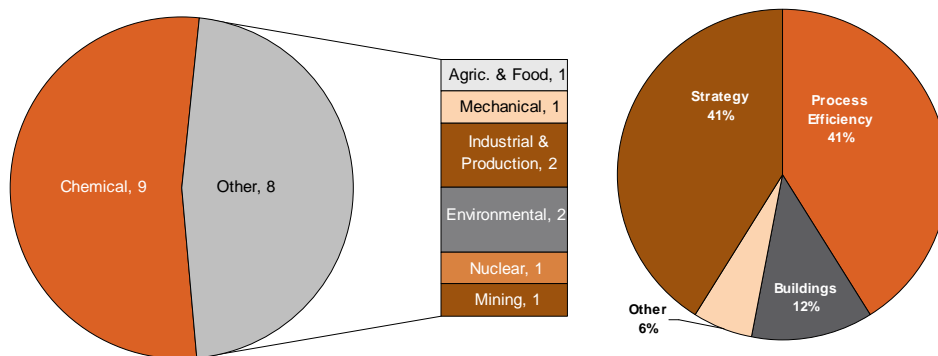 Chemical, 9
Other, 8
Agric. & Food, 1
Mechanical, 1
Industrial &
Production, 2
Environmental, 2
Nuclear, 1
Mining, 1
Strategy
41%
Process
Efficiency
41%
Buildings
12%
Other
6%